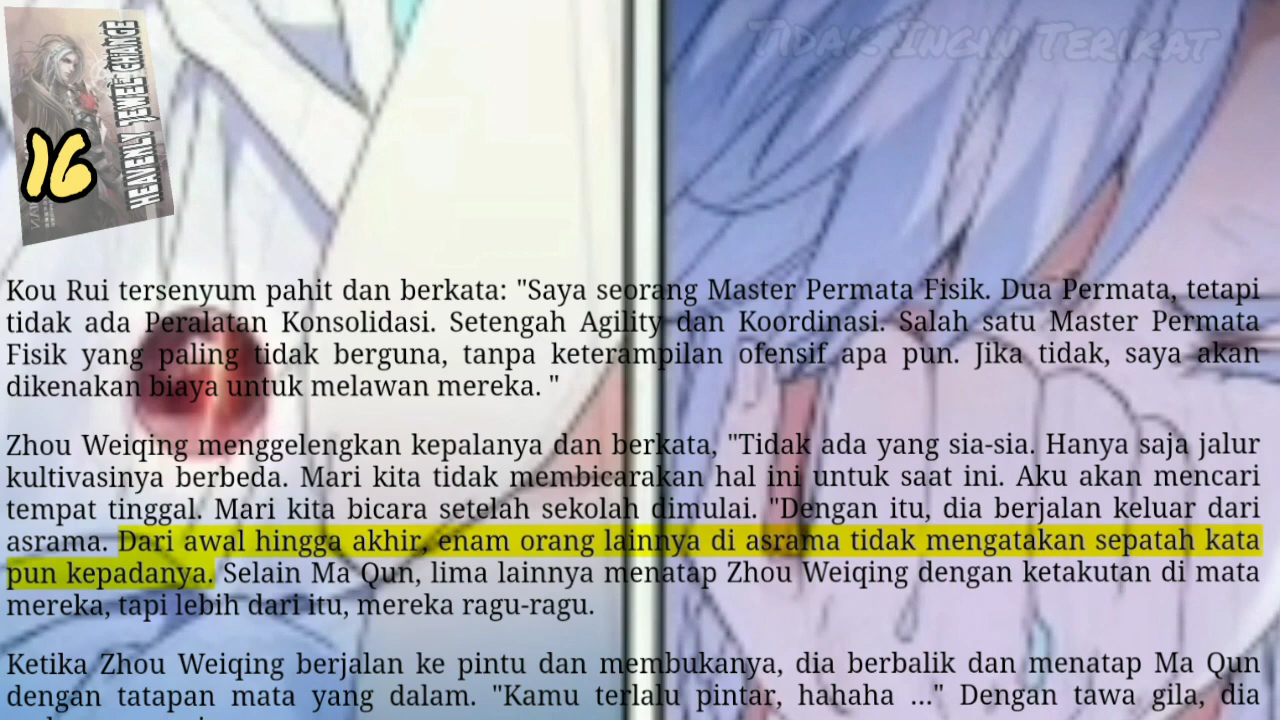 Tidak Ingin Terikat
HEAVENLY JEWEL CHANGE
16
Kou Rui tersenyum pahit dan berkata: "Saya seorang Master Permata Fisik. Dua Permata, tetapi
tidak ada Peralatan Konsolidasi. Setengah Agility dan Koordinasi. Salah satu Master Permata
Fisik yang paling tidak berguna, tanpa keterampilan ofensif apa pun. Jika tidak, saya akan
dikenakan biaya untuk melawan mereka. "
Zhou Weiqing menggelengkan kepalanya dan berkata, "Tidak ada yang sia-sia. Hanya saja jalur
kultivasinya berbeda. Mari kita tidak membicarakan hal ini untuk saat ini. Aku akan mencari
tempat tinggal. Mari kita bicara setelah sekolah dimulai. "Dengan itu, dia berjalan keluar dari
asrama. Dari awal hingga akhir, enam orang lainnya di asrama tidak mengatakan sepatah kata
pun kepadanya. Selain Ma Qun, lima lainnya menatap Zhou Weiqing dengan ketakutan di mata
mereka, tapi lebih dari itu, mereka ragu-ragu.
Ketika Zhou Weiqing berjalan ke pintu dan membukanya, dia berbalik dan menatap Ma Qun
dengan tatapan mata yang dalam. "Kamu terlalu pintar, hahaha ..." Dengan tawa gila, dia